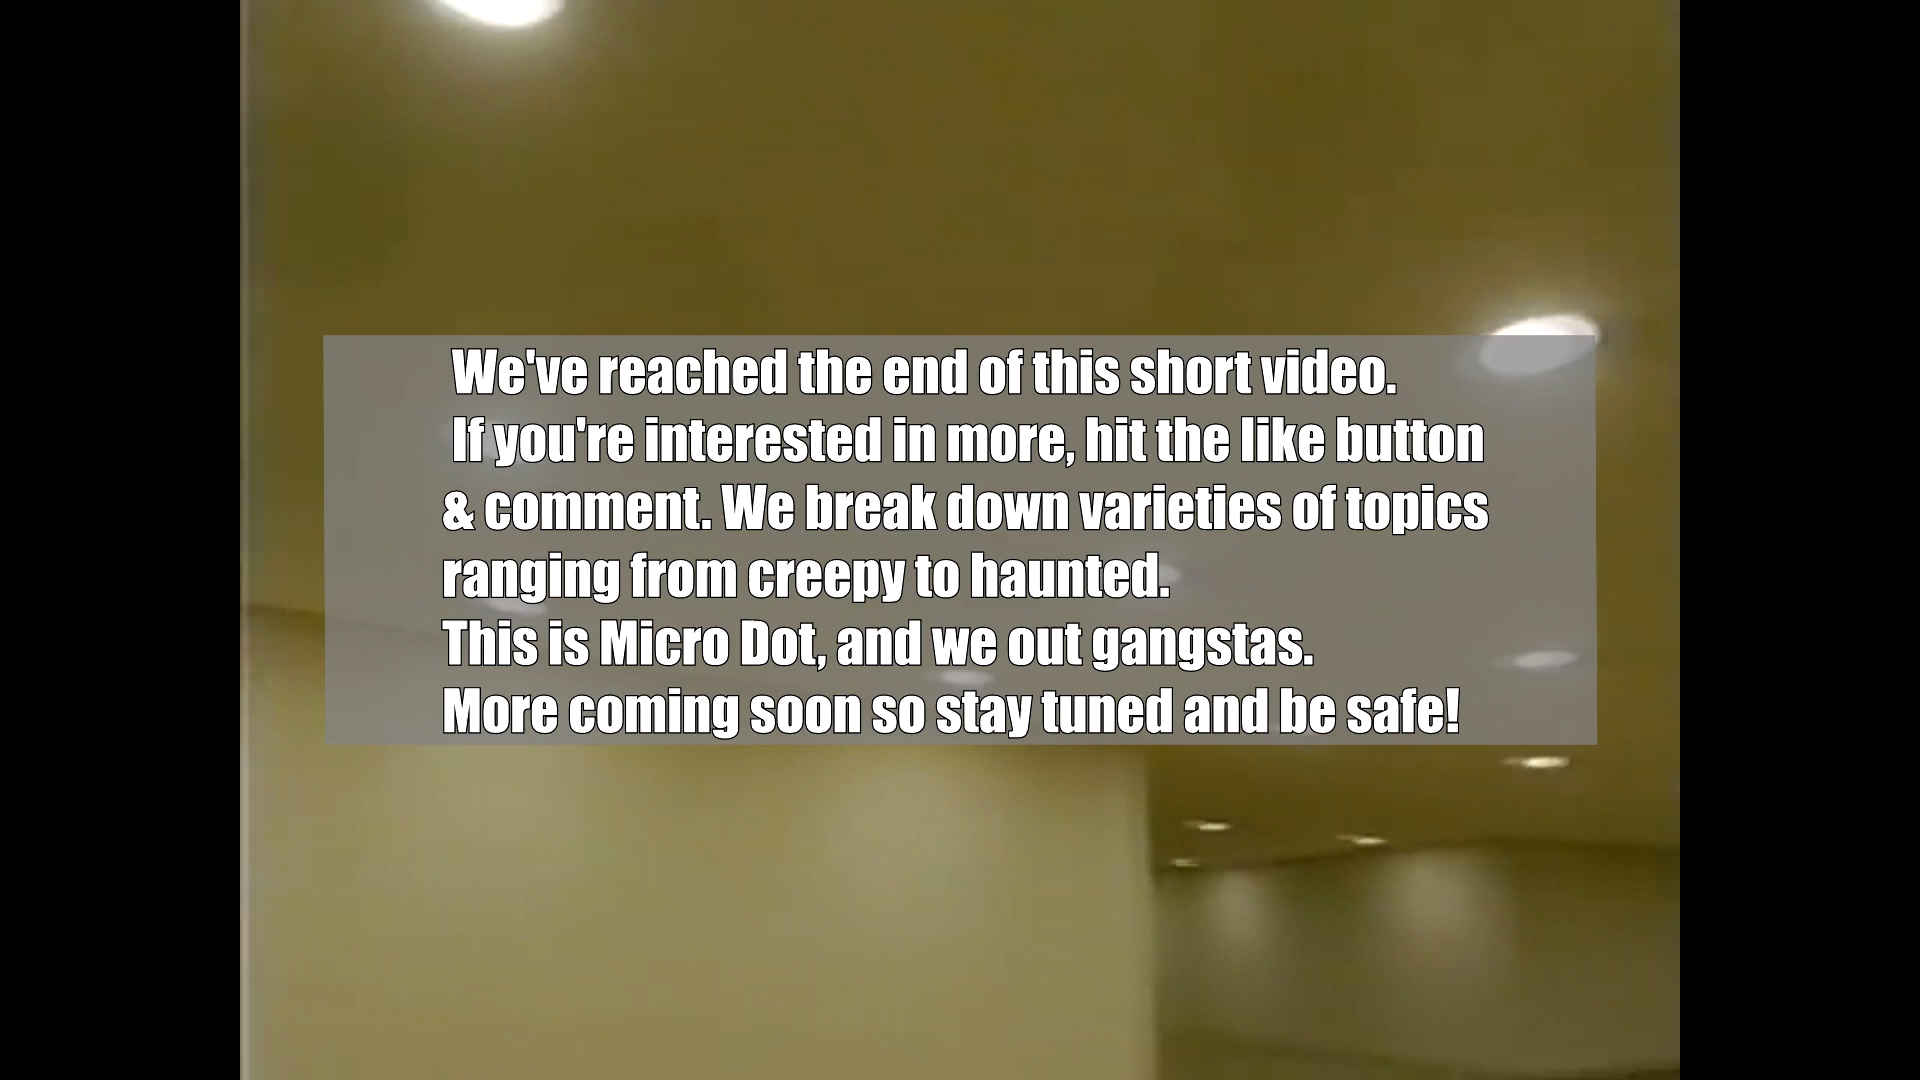 We've reached the end of this short video.
If you're interested in more, hit the like button
& comment. We break down varieties of topics
ranging from creepy to haunted.
This is Micro Dot, and we out gangstas.
More coming soon so stay tuned and be safe!